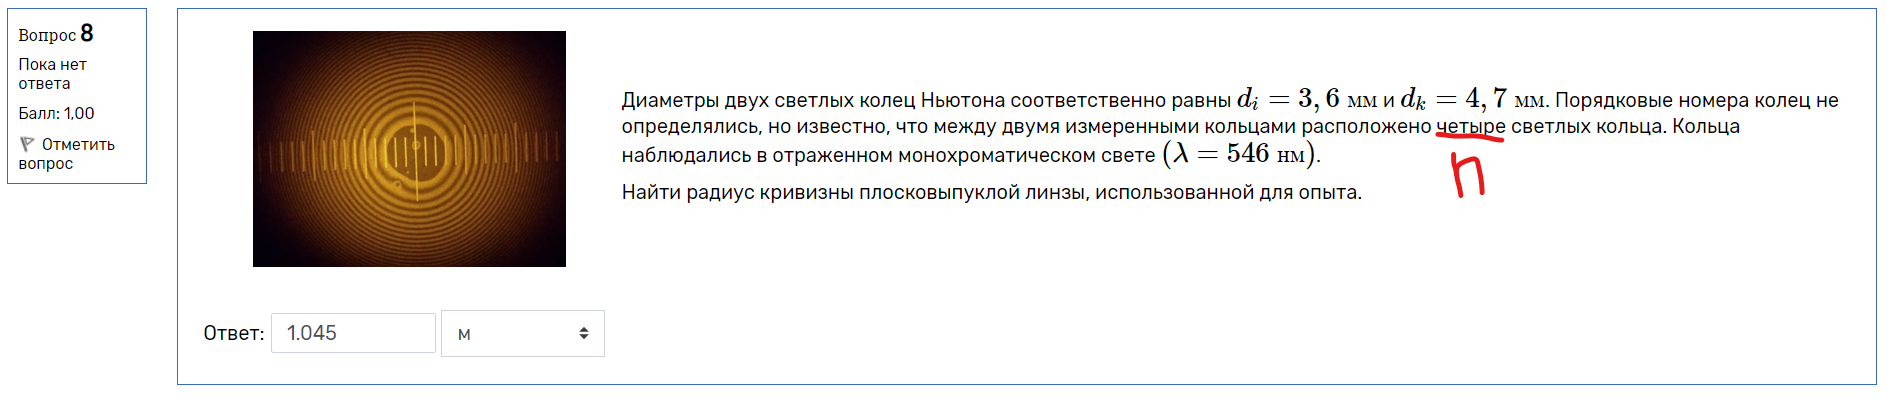 Вопрос 8
Пока нет
ответа
Балл: 1,00
Отметить
вопрос
Диаметры двух светлых колец Ньютона соответственно равны dᵢ = 3, 6 мм и dₖ = 4, 7 мм. Порядковые номера колец не
определялись, но известно, что между двумя измеренными кольцами расположено четыре светлых кольца. Кольца
наблюдались в отраженном монохроматическом свете (λ = 546 нм).
n
Найти радиус кривизны плосковыпуклой линзы, использованной для опыта.
Ответ: 1.045 м